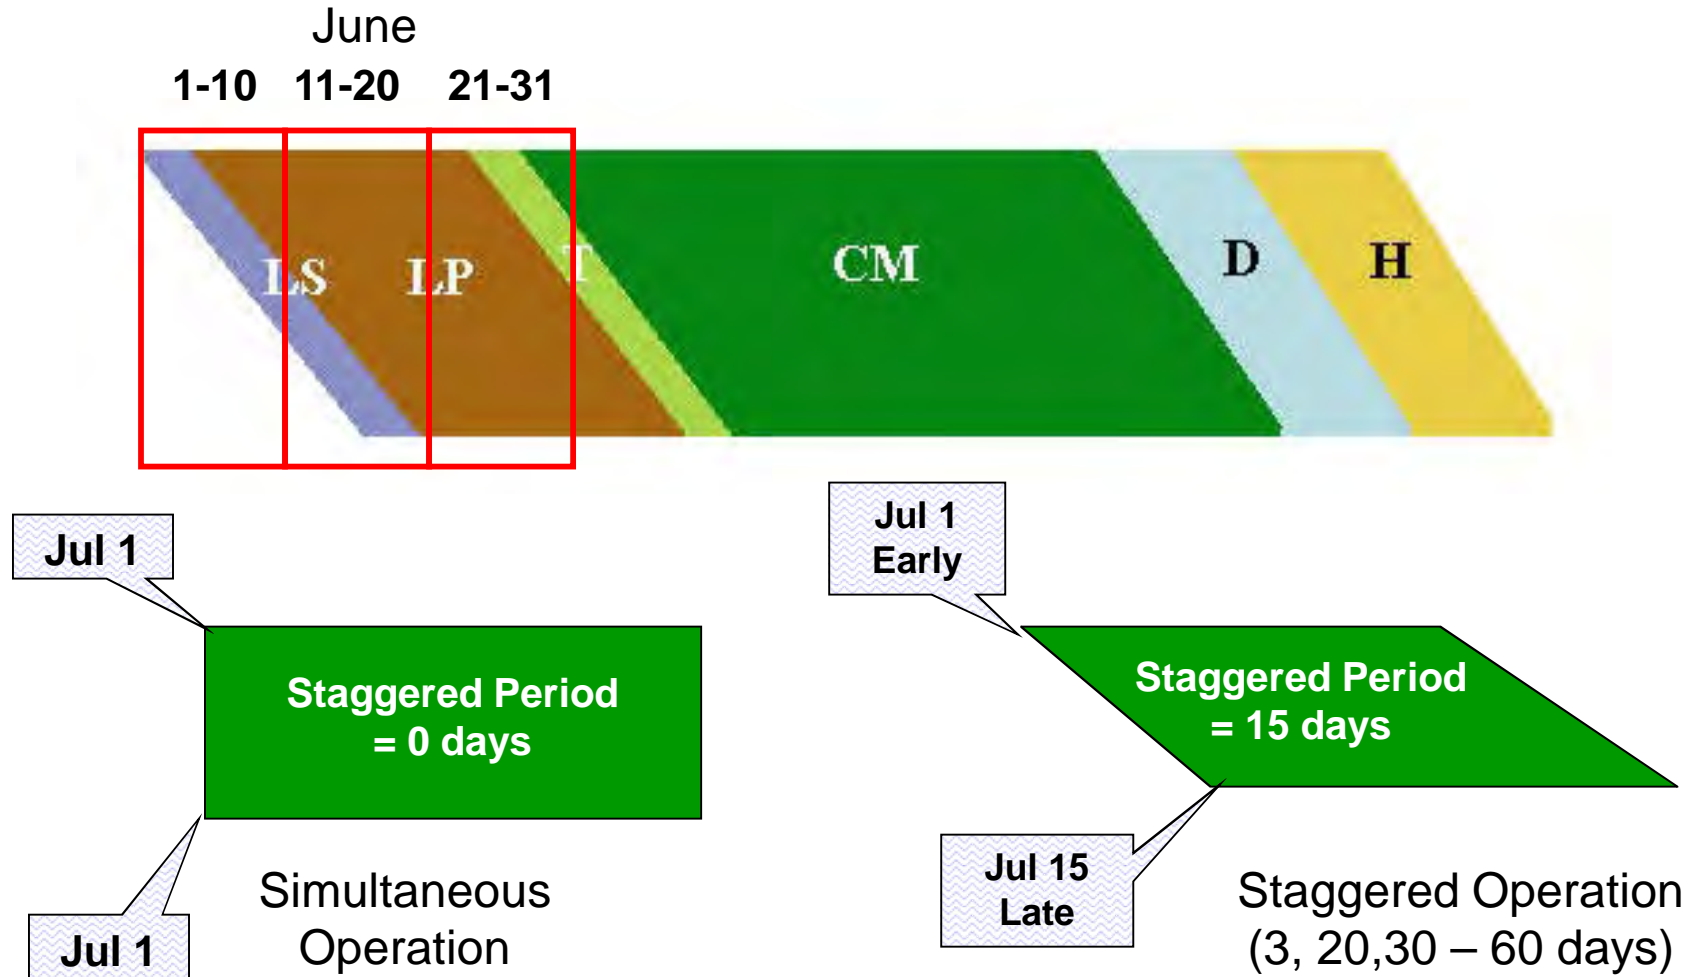 June
1-10 11-20 21-31
LS LP T CM D H
Jul 1
Jul 1
Early
Staggered Period
= 0 days
Staggered Period
= 15 days
Jul 1
Simultaneous
Operation
Jul 15
Late
Staggered Operation
(3, 20,30 – 60 days)